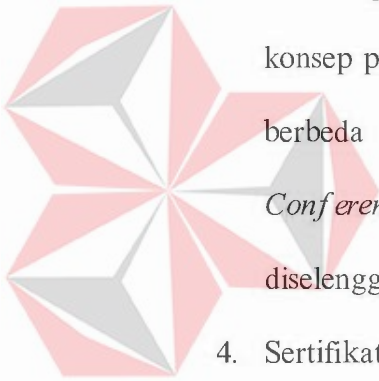 konsep p
berbeda
Conferen
diselengg
4. Sertifikat